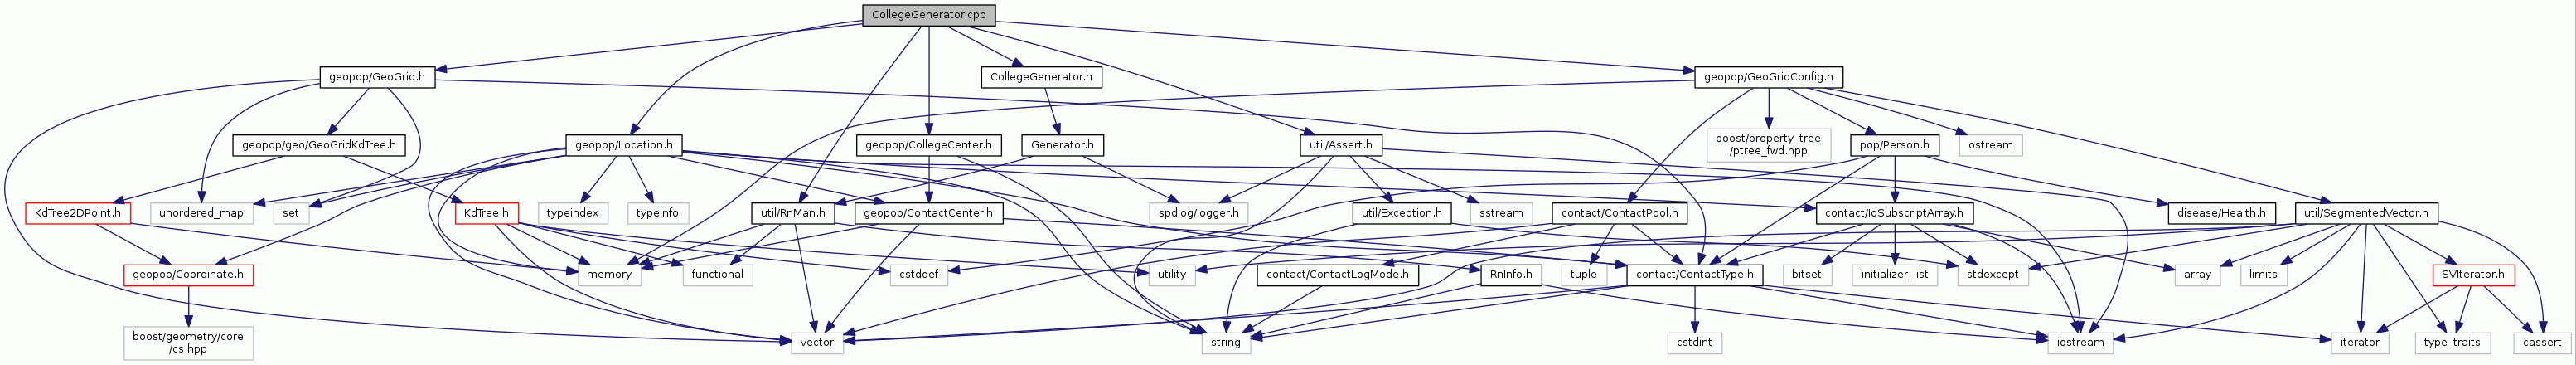 CollegeGenerator.cpp
geopop/GeoGrid.h
CollegeGenerator.h
geopop/GeoGridConfig.h
geopop/geo/GeoGridKdTree.h
geopop/Location.h
geopop/CollegeCenter.h
Generator.h
util/Assert.h
boost/property_tree
/ptree_fwd.hpp
pop/Person.h
ostream
KdTree2DPoint.h
unordered_map
set
KdTree.h
typeindex
typeinfo
util/RnMan.h
geopop/ContactCenter.h
spdlog/logger.h
util/Exception.h
sstream
contact/ContactPool.h
contact/IdSubscriptArray.h
disease/Health.h
util/SegmentedVector.h
geopop/Coordinate.h
memory
functional
cstddef
utility
contact/ContactLogMode.h
RnInfo.h
tuple
contact/ContactType.h
bitset
initializer_list
stdexcept
array
limits
SVIterator.h
boost/geometry/core
/cs.hpp
vector
string
cstdint
iostream
iterator
type_traits
cassert